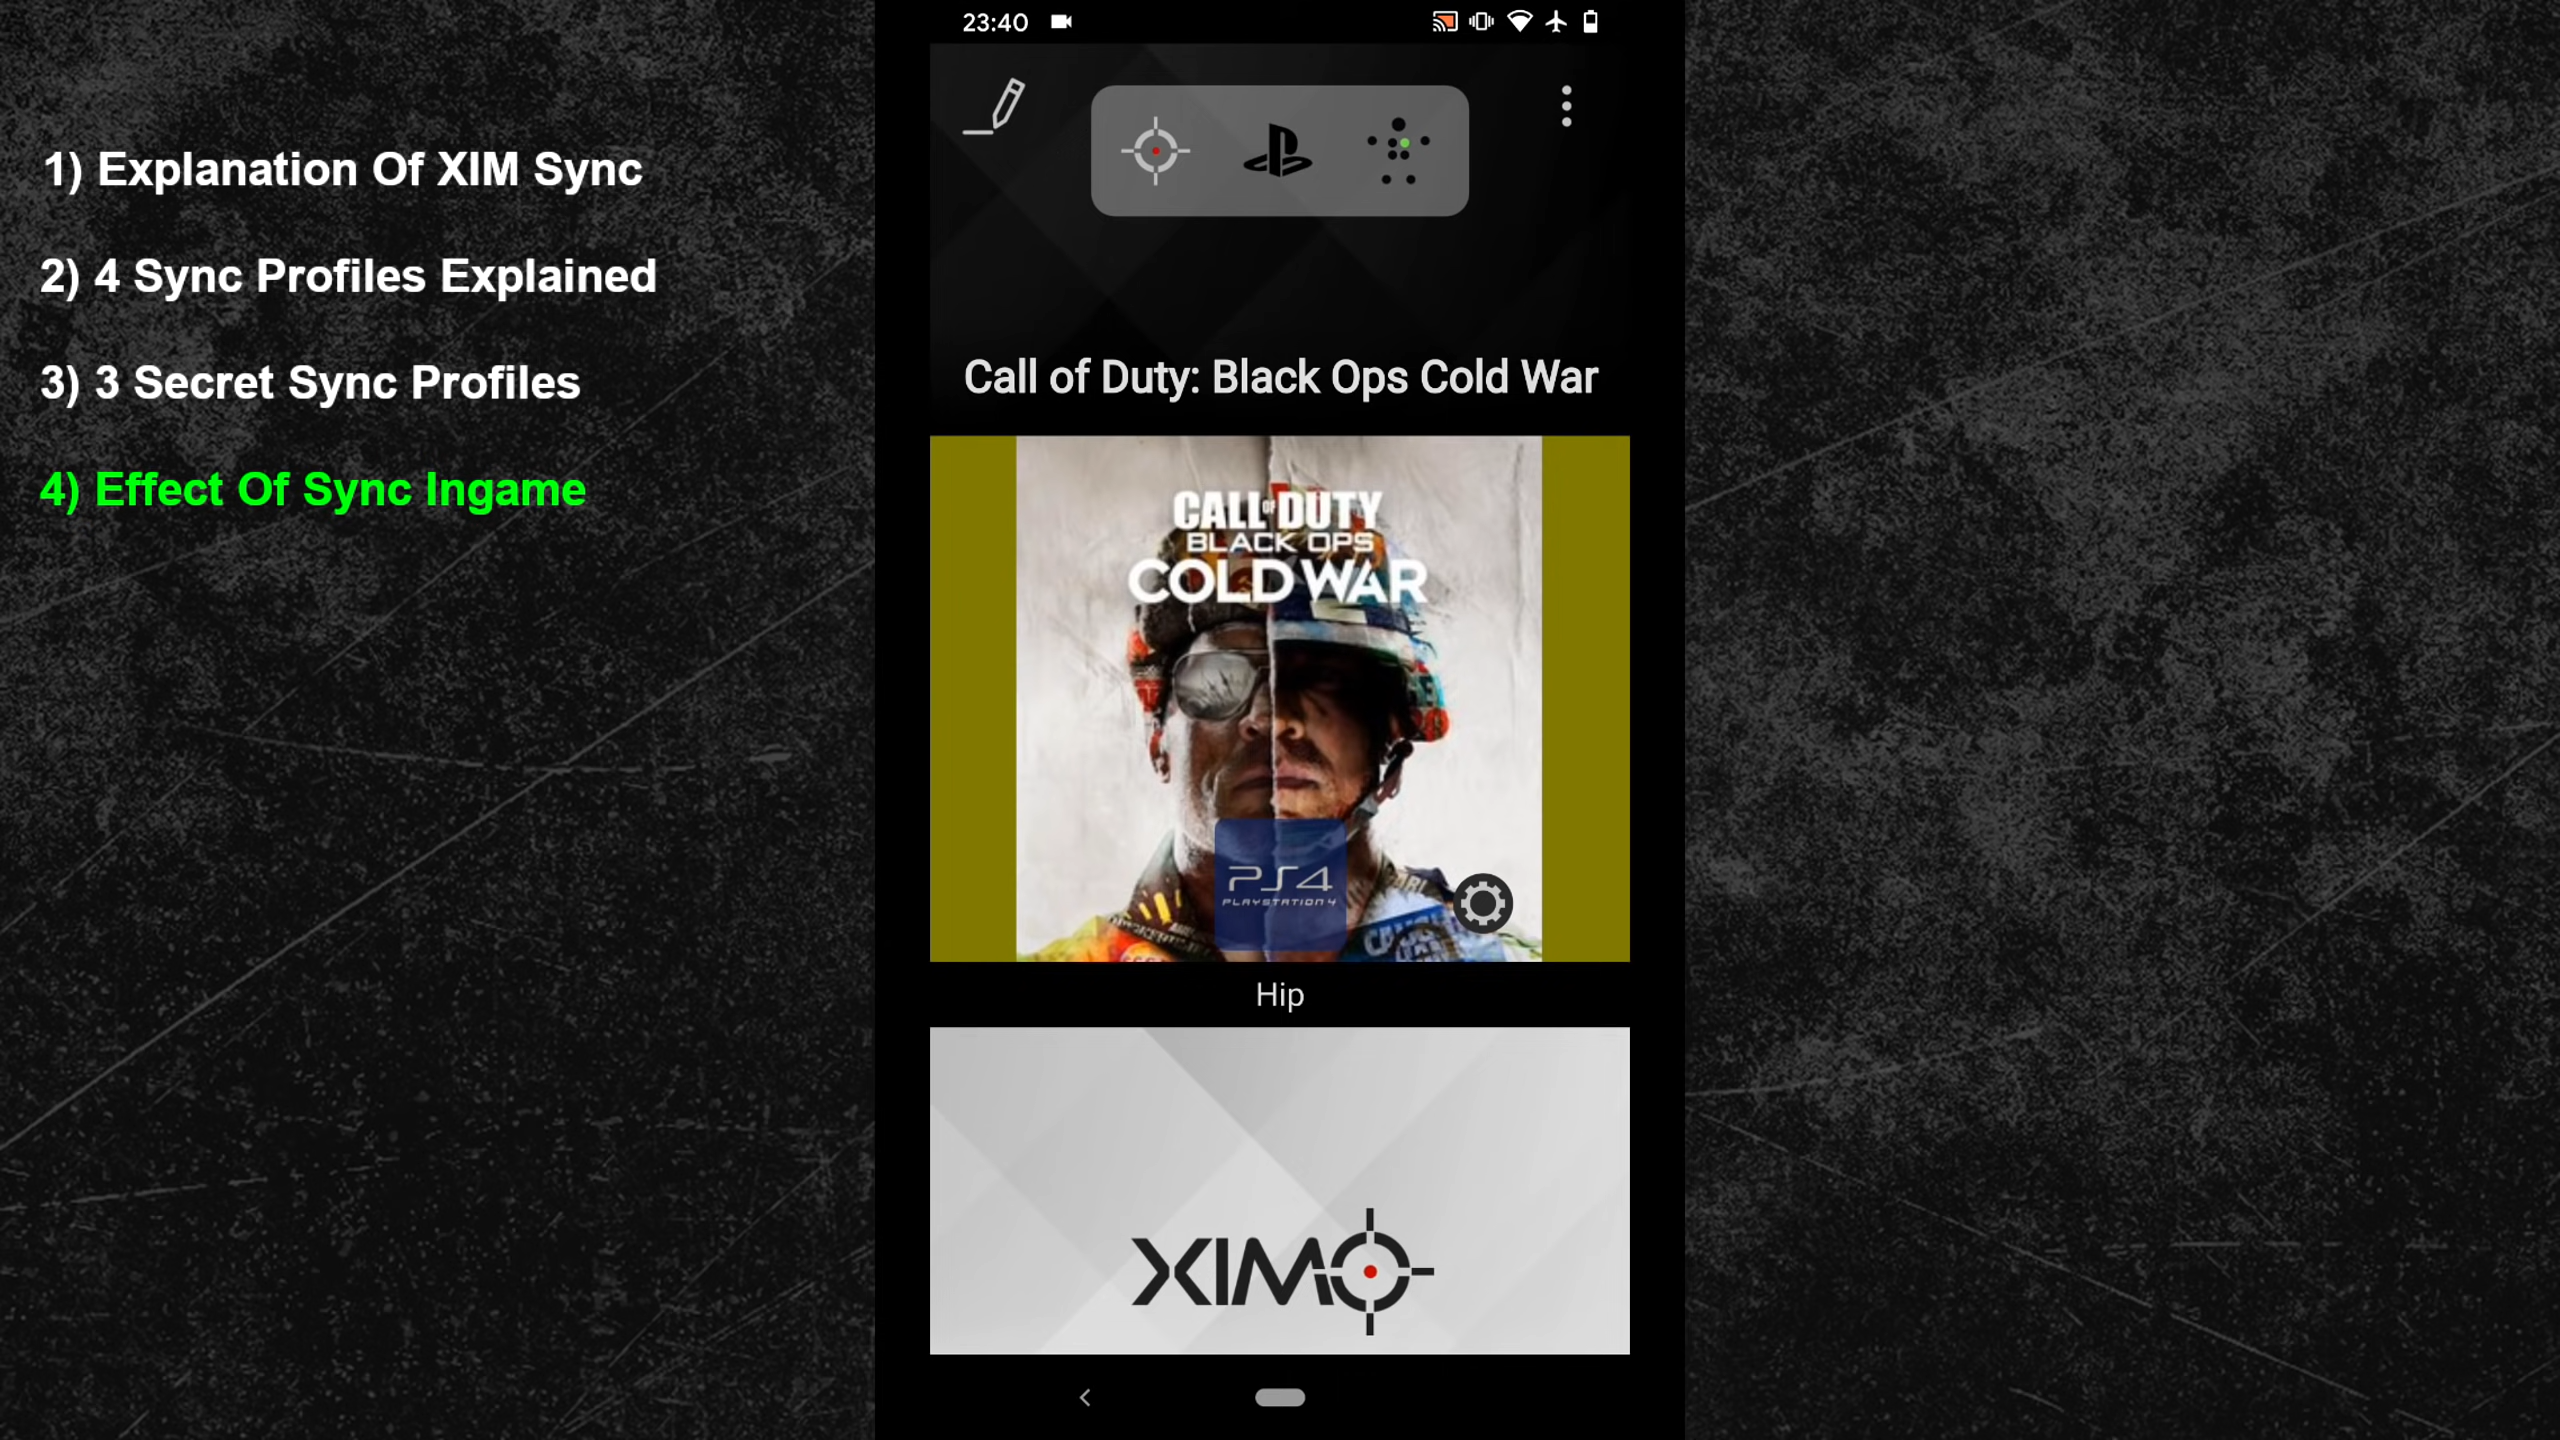 1) Explanation Of XIM Sync
2) 4 Sync Profiles Explained
3) 3 Secret Sync Profiles
4) Effect Of Sync Ingame
23:40
Call of Duty: Black Ops Cold War
CALL OF DUTY
BLACK OPS
COLD WAR
PS4
PLAYSTATION 4
Hip
XIM